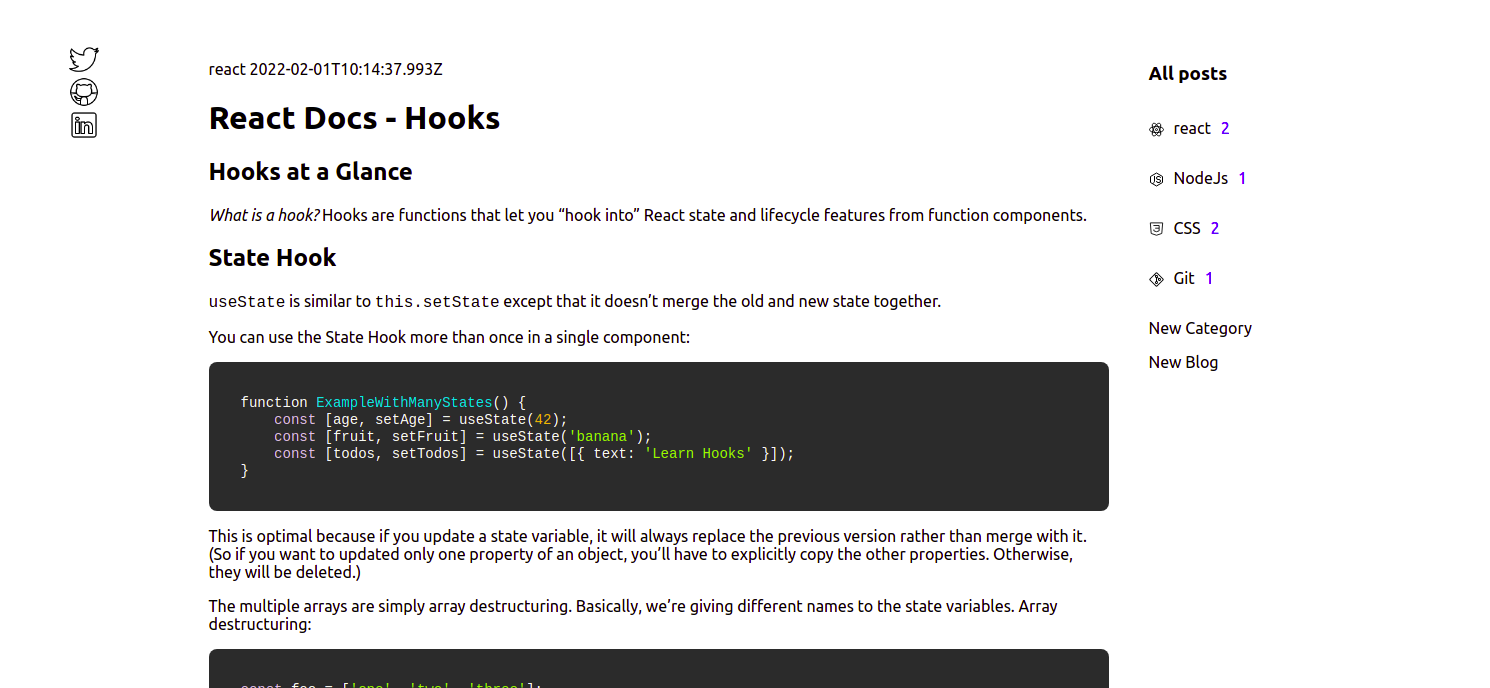 react 2022-02-01T10:14:37.993Z
React Docs - Hooks
Hooks at a Glance
What is a hook? Hooks are functions that let you “hook into” React state and lifecycle features from function components.
State Hook
useState is similar to this.setState except that it doesn’t merge the old and new state together.
You can use the State Hook more than once in a single component:
function ExampleWithManyStates() {
    const [age, setAge] = useState(42);
    const [fruit, setFruit] = useState('banana');
    const [todos, setTodos] = useState([{ text: 'Learn Hooks' }]);
}
This is optimal because if you update a state variable, it will always replace the previous version rather than merge with it.
(So if you want to updated only one property of an object, you’ll have to explicitly copy the other properties. Otherwise,
they will be deleted.)
The multiple arrays are simply array destructuring. Basically, we’re giving different names to the state variables. Array
destructuring:
const foo = ['one', 'two', 'three'];
All posts
react 2
NodeJs 1
CSS 2
Git 1
New Category
New Blog
in